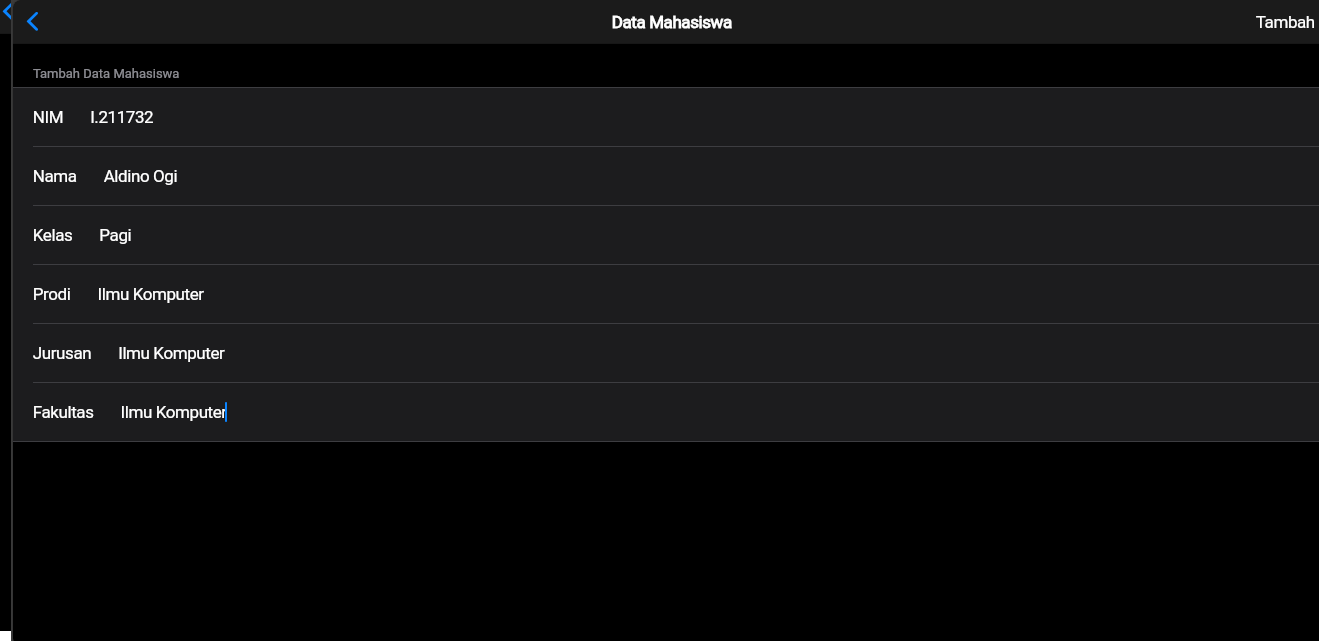 Data Mahasiswa Tambah
Tambah Data Mahasiswa
NIM I.211732
Nama Aldino Ogi
Kelas Pagi
Prodi Ilmu Komputer
Jurusan Ilmu Komputer
Fakultas Ilmu Komputer